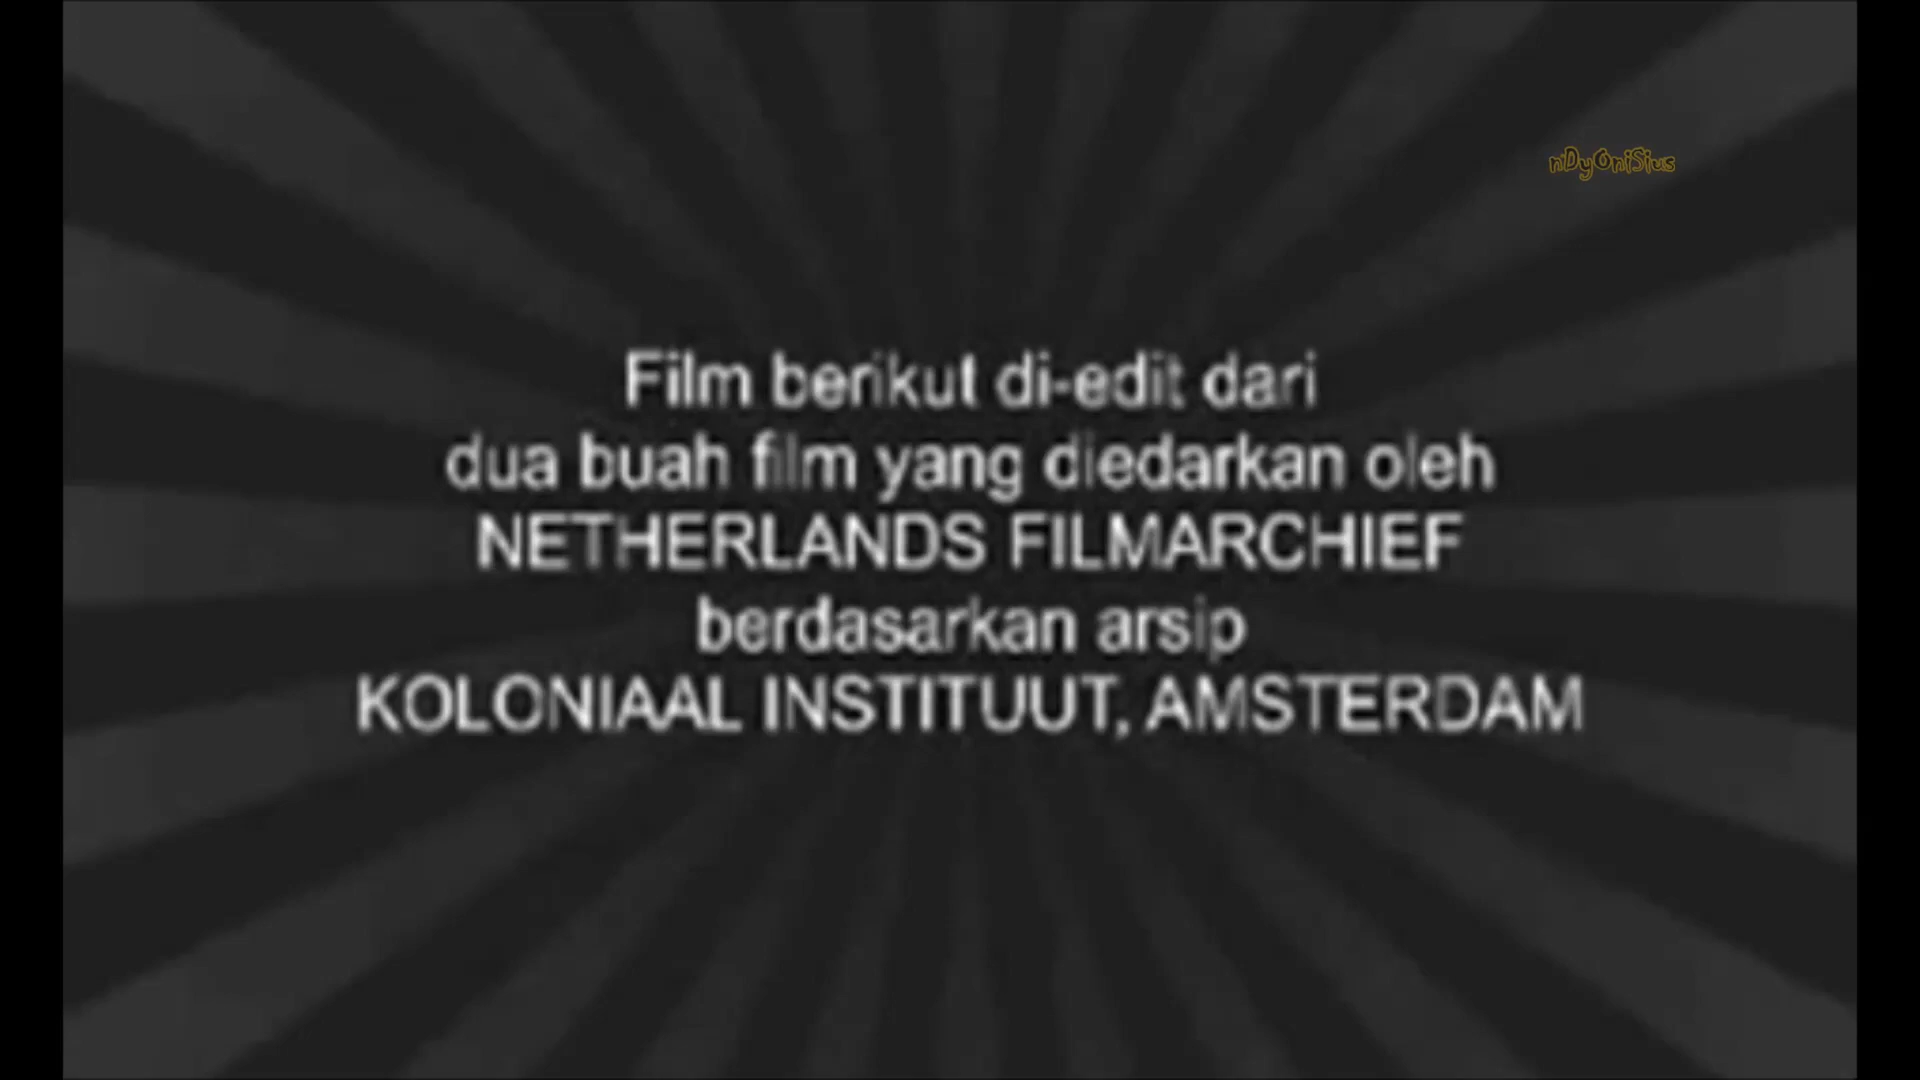 nDyOniSius
Film berikut di-edit dari
dua buah film yang diedarkan oleh
NETHERLANDS FILMARCHIEF
berdasarkan arsip
KOLONIAAL INSTITUUT, AMSTERDAM